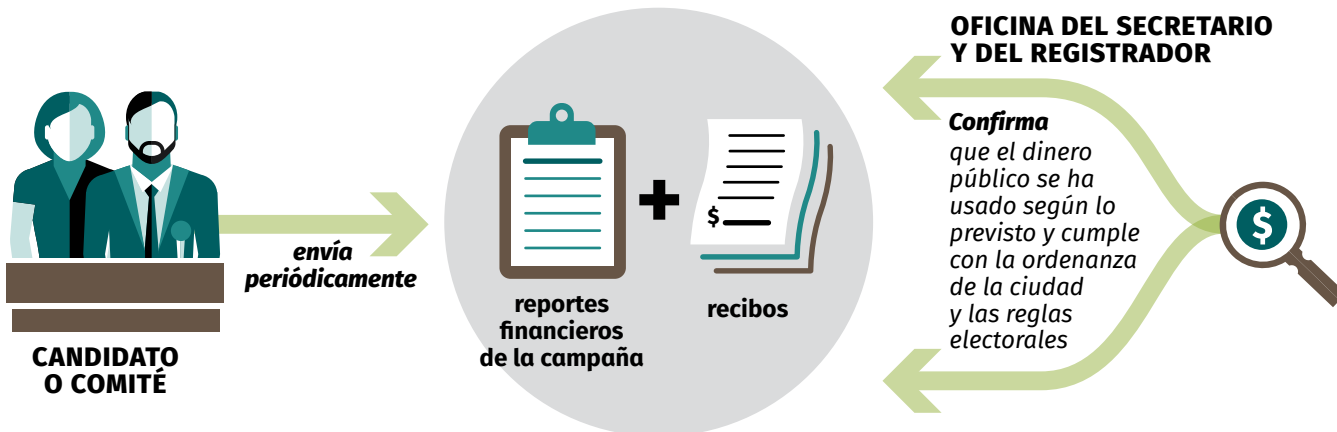 CANDIDATO
O COMITÉ
envía
periódicamente
reportes
financieros
de la campaña
+
$
recibos
OFICINA DEL SECRETARIO
Y DEL REGISTRADOR
Confirma
que el dinero
público se ha
usado según lo
previsto y cumple
con la ordenanza
de la ciudad
y las reglas
electorales
$